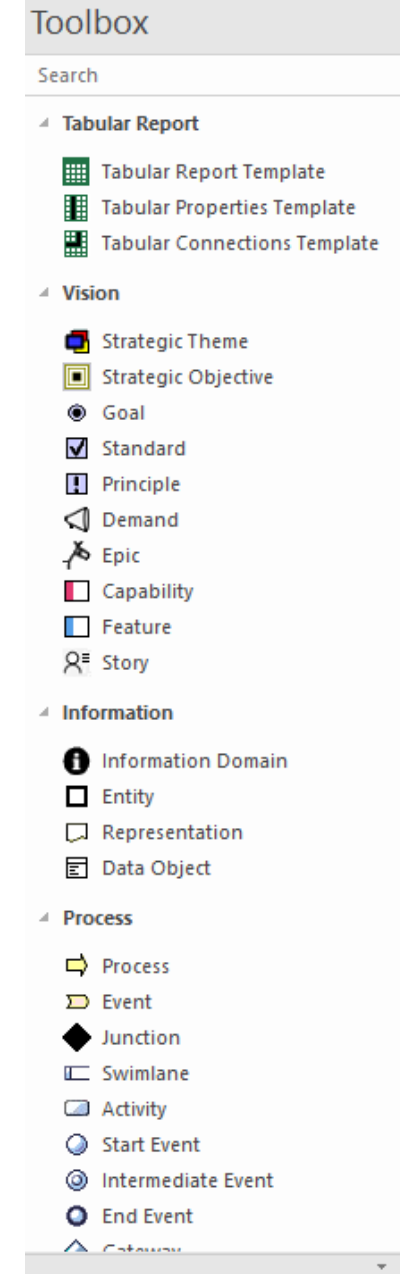 Toolbox
Search
Tabular Report
Tabular Report Template
Tabular Properties Template
Tabular Connections Template
Vision
Strategic Theme
Strategic Objective
Goal
Standard
Principle
Demand
Epic
Capability
Feature
Story
Information
Information Domain
Entity
Representation
Data Object
Process
Process
Event
Junction
Swimlane
Activity
Start Event
Intermediate Event
End Event
Gateway